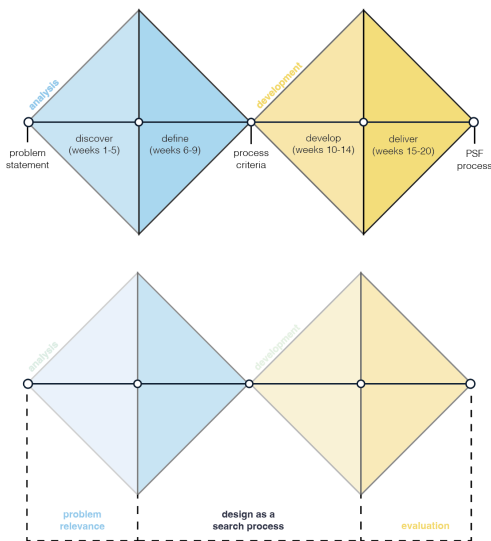 analysis
development
discover
(weeks 1-5)
define
(weeks 6-9)
develop
(weeks 10-14)
deliver
(weeks 15-20)
problem
statement
process
criteria
PSF
process
analysis
development
problem
relevance
design as a
search process
evaluation